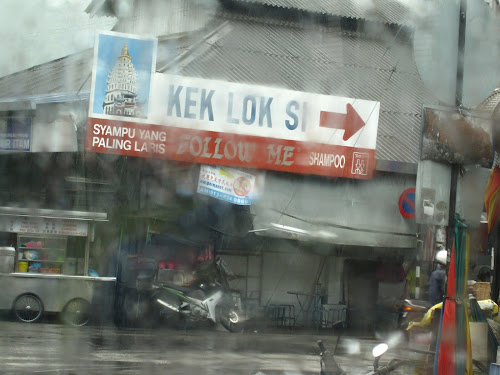 KEK LOK SI
SYAMPU YANG
PALING LARIS
FOLLOW ME SHAMPOO